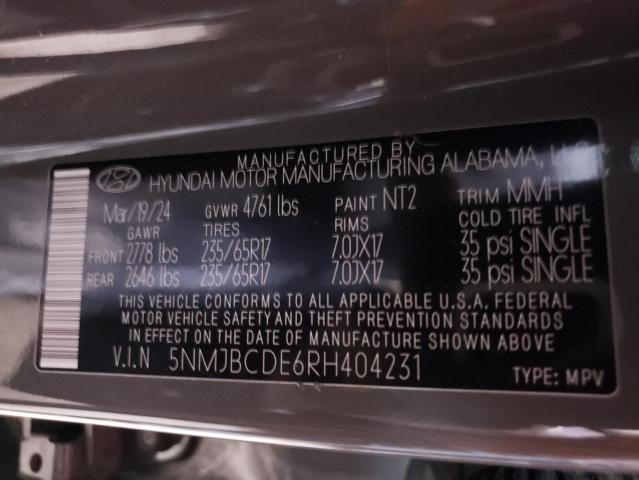 MANUFACTURED BY
HYUNDAI MOTOR MANUFACTURING ALABAMA, LLC
Mar/19/24 GVWR 4761 lbs PAINT NT2 TRIM MMH
GAWR TIRES RIMS COLD TIRE INFL
FRONT 2778 lbs 235/65R17 7.0JX17 35 psi SINGLE
REAR 2646 lbs 235/65R17 7.0JX17 35 psi SINGLE
THIS VEHICLE CONFORMS TO ALL APPLICABLE U.S.A. FEDERAL
MOTOR VEHICLE SAFETY AND THEFT PREVENTION STANDARDS
IN EFFECT ON THE DATE OF MANUFACTURE SHOWN ABOVE
V.I.N 5NMJBCDE6RH404231 TYPE: MPV